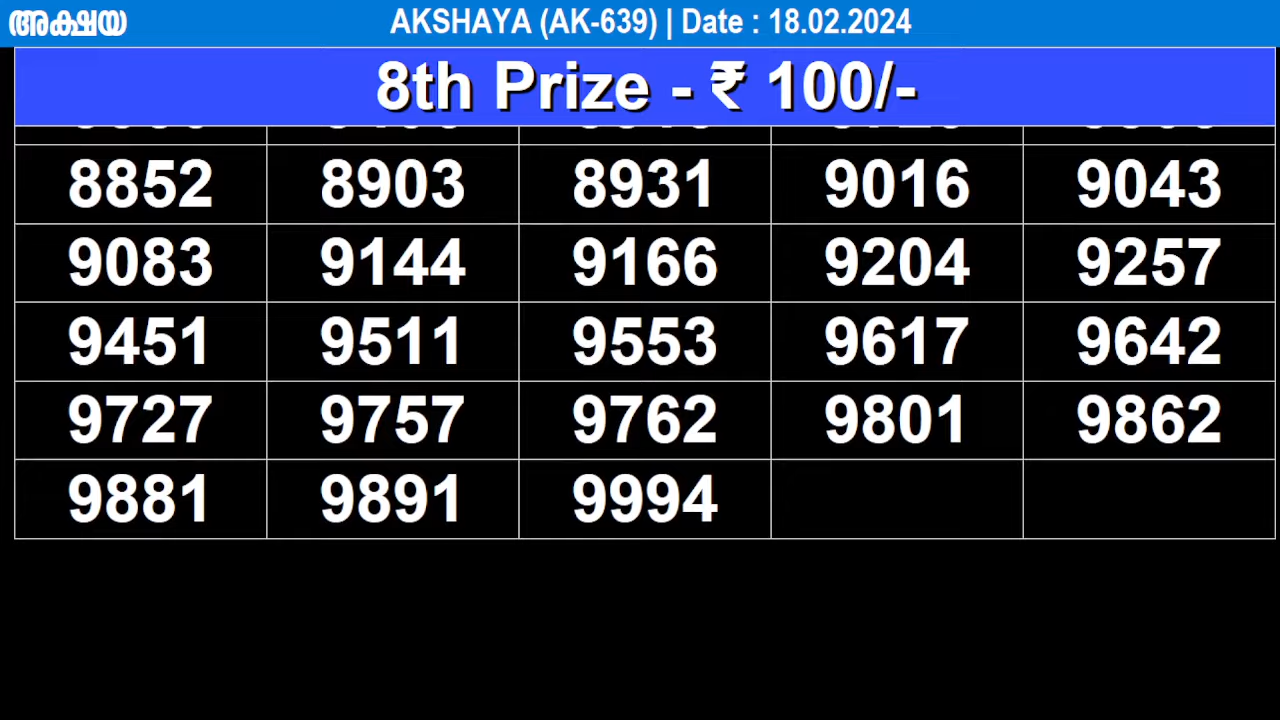 അക്ഷയ AKSHAYA (AK-639) | Date : 18.02.2024
8th Prize - ₹ 100/-
8852 8903 8931 9016 9043
9083 9144 9166 9204 9257
9451 9511 9553 9617 9642
9727 9757 9762 9801 9862
9881 9891 9994